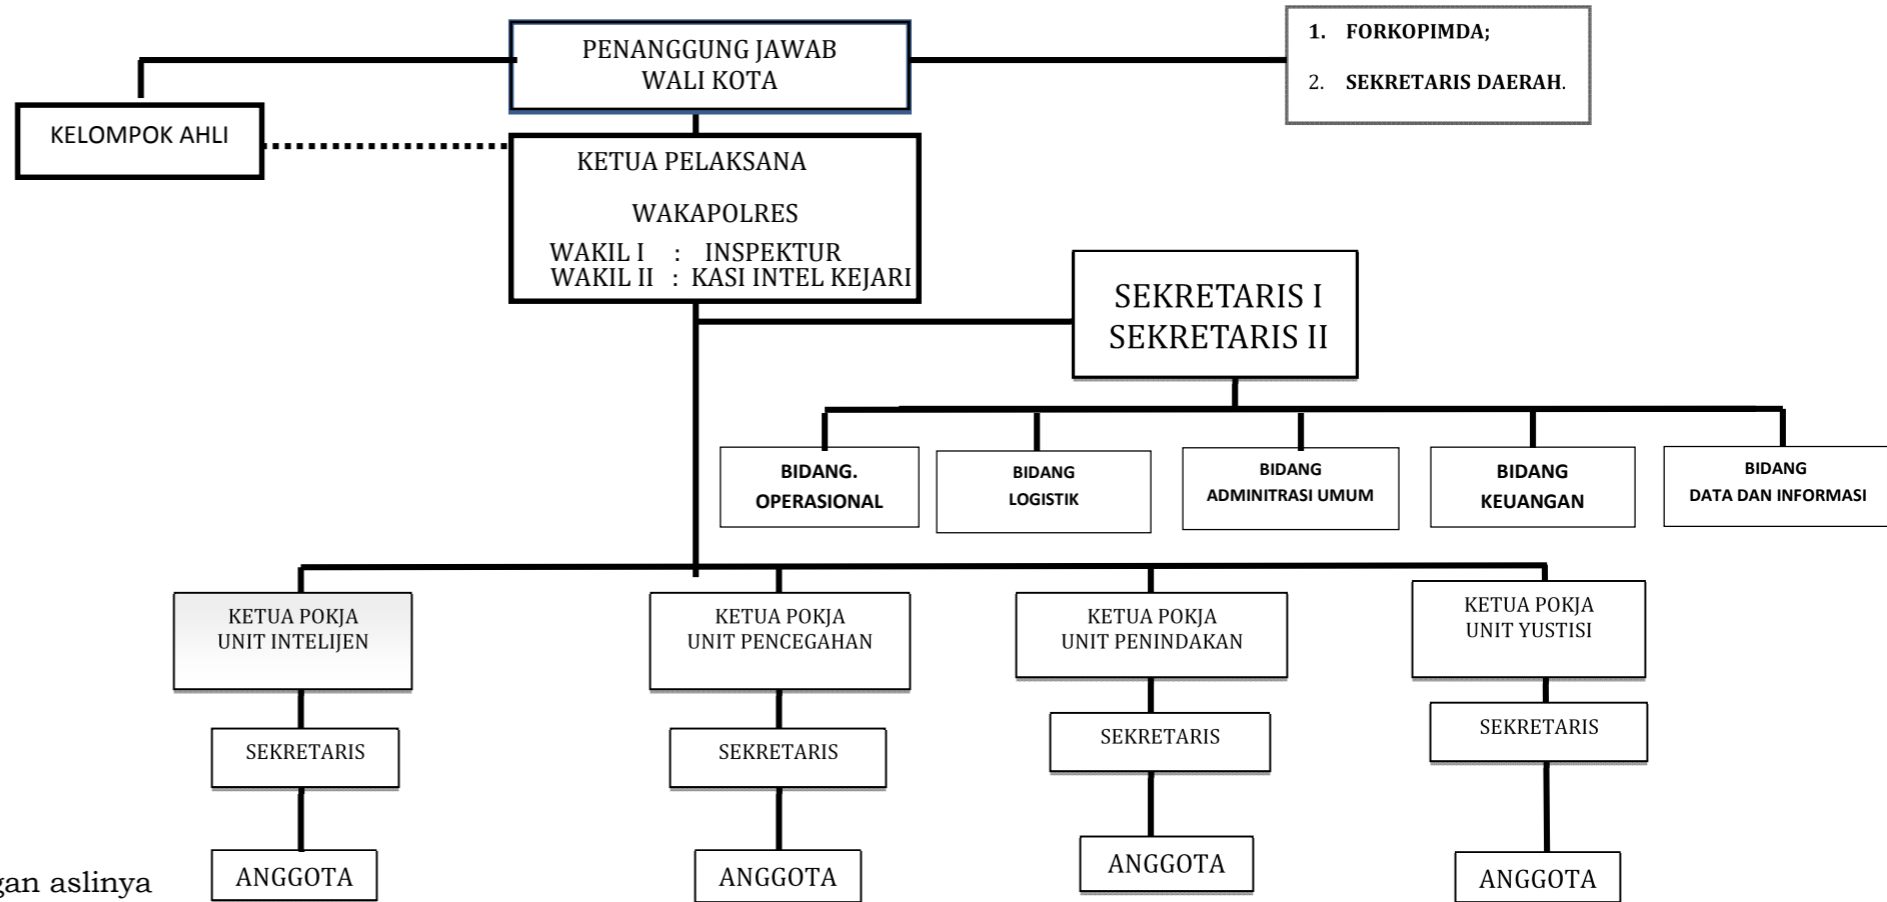 PENANGGUNG JAWAB
WALI KOTA
1. FORKOPIMDA;
2. SEKRETARIS DAERAH.
KELOMPOK AHLI
KETUA PELAKSANA
WAKAPOLRES
WAKIL I : INSPEKTUR
WAKIL II : KASI INTEL KEJARI
SEKRETARIS I
SEKRETARIS II
BIDANG.
OPERASIONAL
BIDANG
LOGISTIK
BIDANG
ADMINITRASI UMUM
BIDANG
KEUANGAN
BIDANG
DATA DAN INFORMASI
KETUA POKJA
UNIT INTELIJEN
KETUA POKJA
UNIT PENCEGAHAN
KETUA POKJA
UNIT PENINDAKAN
KETUA POKJA
UNIT YUSTISI
SEKRETARIS
SEKRETARIS
SEKRETARIS
SEKRETARIS
ANGGOTA
ANGGOTA
ANGGOTA
ANGGOTA
aslinya